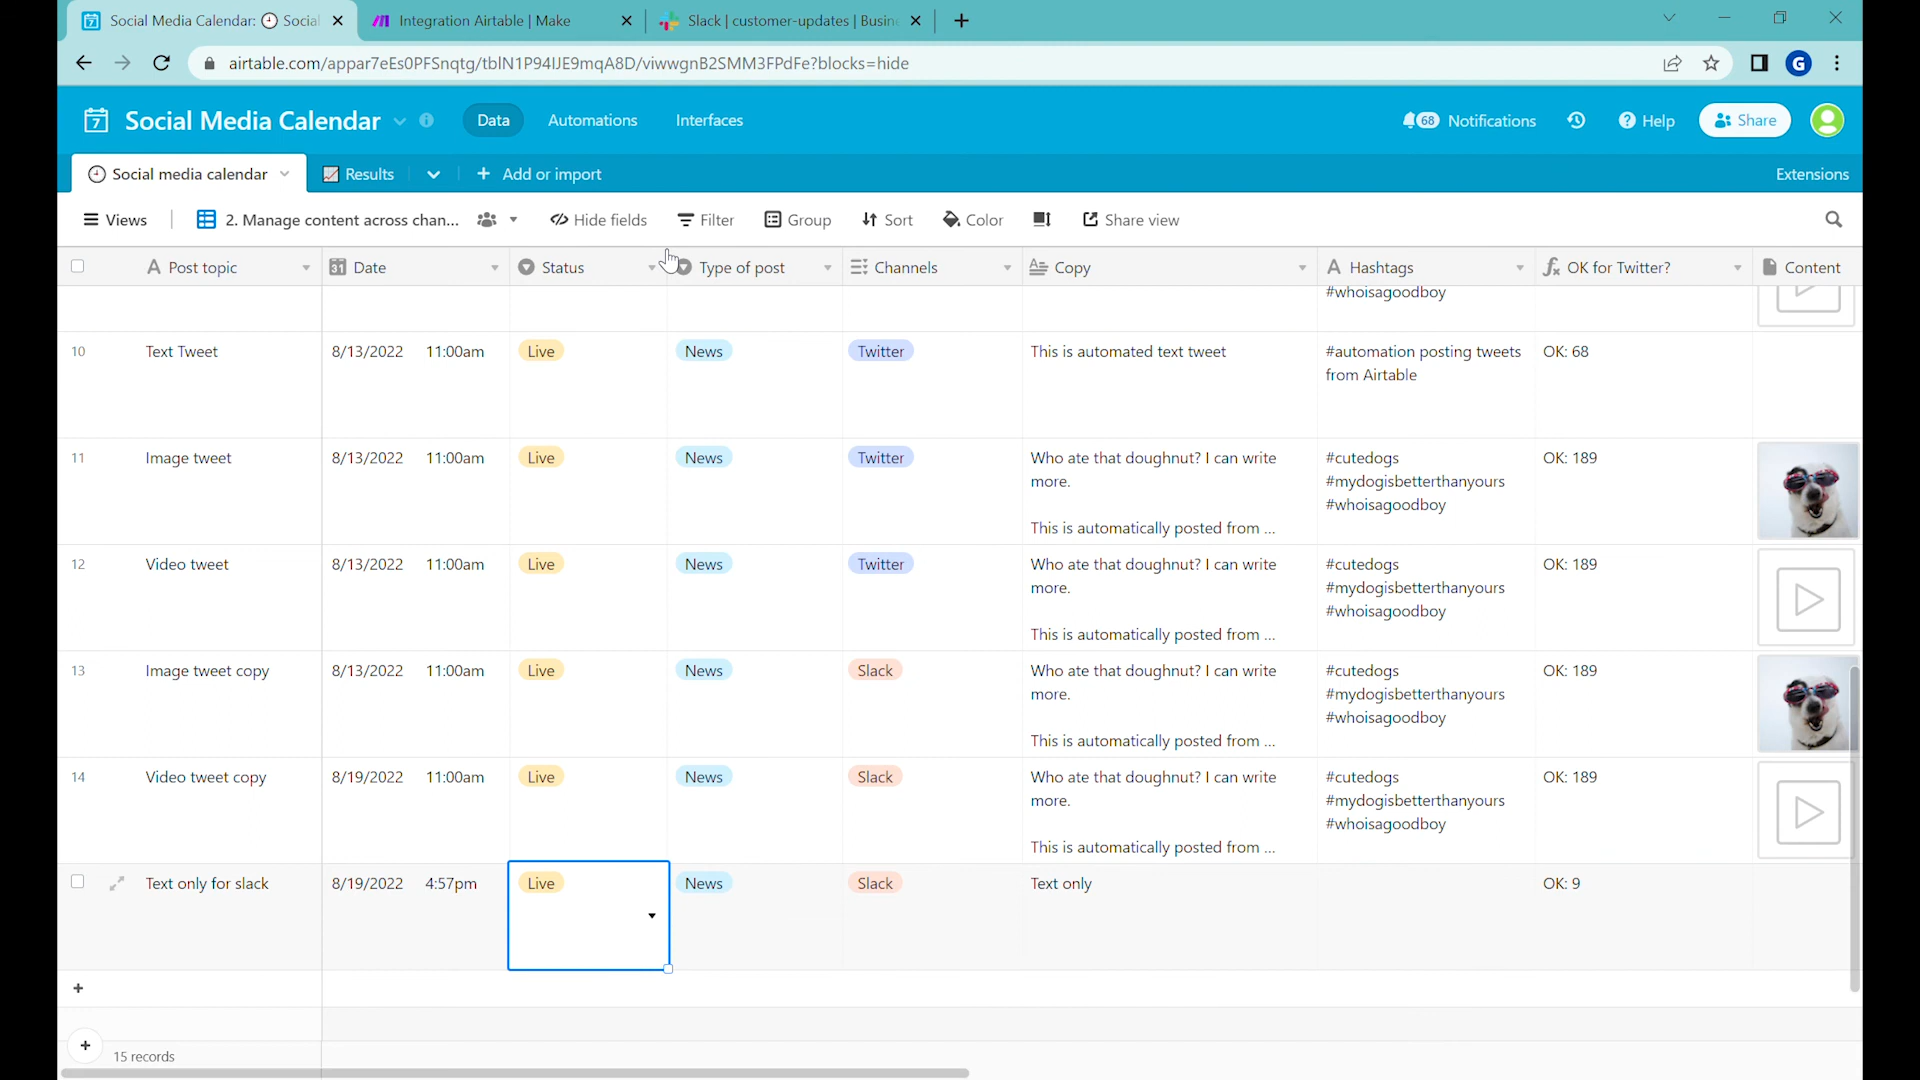 Social Media Calendar: Social
Integration Airtable | Make
Slack | customer-updates | Busin
airtable.com/appar7eEs0PFSnqtg/tblN1P94IJE9mqA8D/viwwgnB2SMM3FPdFe?blocks=hide
G
Social Media Calendar
Data
Automations
Interfaces
68 Notifications
Help
Share
Social media calendar
Results
Add or import
Extensions
Views
2. Manage content across chan...
Hide fields
Filter
Group
Sort
Color
Share view
Post topic
Date
Status
Type of post
Channels
Copy
Hashtags
OK for Twitter?
Content
#whoisagoodboy
10 Text Tweet 8/13/2022 11:00am Live News Twitter This is automated text tweet #automation posting tweets OK: 68
from Airtable
11 Image tweet 8/13/2022 11:00am Live News Twitter Who ate that doughnut? I can write #cutedogs OK: 189
more. #mydogisbetterthanyours
#whoisagoodboy
This is automatically posted from ...
12 Video tweet 8/13/2022 11:00am Live News Twitter Who ate that doughnut? I can write #cutedogs OK: 189
more. #mydogisbetterthanyours
#whoisagoodboy
This is automatically posted from ...
13 Image tweet copy 8/13/2022 11:00am Live News Slack Who ate that doughnut? I can write #cutedogs OK: 189
more. #mydogisbetterthanyours
#whoisagoodboy
This is automatically posted from ...
14 Video tweet copy 8/19/2022 11:00am Live News Slack Who ate that doughnut? I can write #cutedogs OK: 189
more. #mydogisbetterthanyours
#whoisagoodboy
This is automatically posted from ...
Text only for slack 8/19/2022 4:57pm Live News Slack Text only OK: 9
+
+
15 records